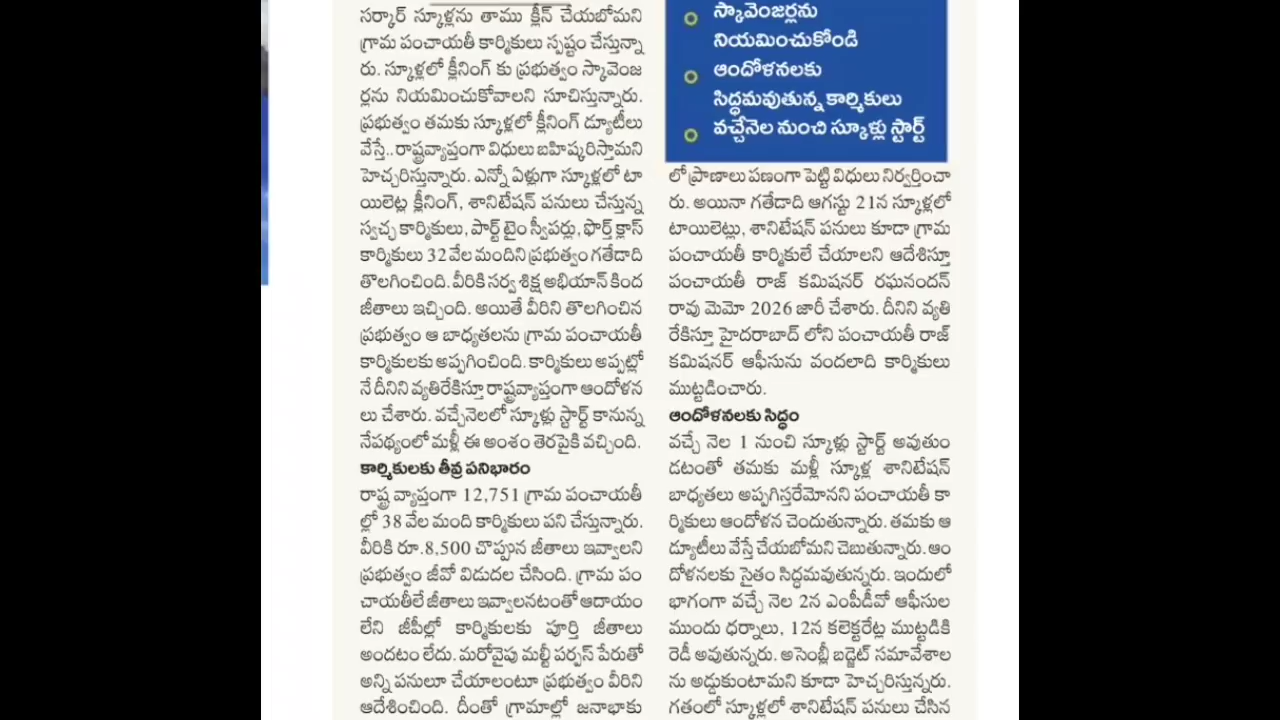 సర్కార్ స్కూళ్లను తాము క్లీన్ చేయబోమని
గ్రామ పంచాయతీ కార్మికులు స్పష్టం చేస్తున్నా
రు. స్కూళ్లలో క్లీనింగ్ కు ప్రభుత్వం స్కావెంజ
ర్లను నియమించుకోవాలని సూచిస్తున్నారు.
ప్రభుత్వం తమకు స్కూళ్లలో క్లీనింగ్ డ్యూటీలు
వేస్తే.. రాష్ట్రవ్యాప్తంగా విధులు బహిష్కరిస్తామని
హెచ్చరిస్తున్నారు. ఎన్నో ఏళ్లుగా స్కూళ్లలో టా
యిలెట్ల క్లీనింగ్, శానిటేషన్ పనులు చేస్తున్న
స్వచ్ఛ కార్మికులు, పార్ట్ టైం స్వీపర్లు, ఫోర్త్ క్లాస్
కార్మికులు 32 వేల మందిని ప్రభుత్వం గతేడాది
తొలగించింది. వీరికి సర్వ శిక్ష అభియాన్ కింద
జీతాలు ఇచ్చింది. అయితే వీరిని తొలగించిన
ప్రభుత్వం ఆ బాధ్యతలను గ్రామ పంచాయతీ
కార్మికులకు అప్పగించింది. కార్మికులు అప్పట్లో
నే దీనిని వ్యతిరేకిస్తూ రాష్ట్రవ్యాప్తంగా ఆందోళన
లు చేశారు. వచ్చేనెలలో స్కూళ్లు స్టార్ట్ కానున్న
నేపథ్యంలో మళ్లీ ఈ అంశం తెరపైకి వచ్చింది.
కార్మికులకు తీవ్ర పనిభారం
రాష్ట్ర వ్యాప్తంగా 12,751 గ్రామ పంచాయతీ
ల్లో 38 వేల మంది కార్మికులు పని చేస్తున్నారు.
వీరికి రూ.8,500 చొప్పున జీతాలు ఇవ్వాలని
ప్రభుత్వం జీవో విడుదల చేసింది. గ్రామ పం
చాయతీలే జీతాలు ఇవ్వాలనటంతో ఆదాయం
లేని జీపీల్లో కార్మికులకు పూర్తి జీతాలు
అందటం లేదు. మరోవైపు మల్టీ పర్పస్ పేరుతో
అన్ని పనులూ చేయాలంటూ ప్రభుత్వం వీరిని
ఆదేశించింది. దీంతో గ్రామాల్లో జనాభాకు
స్కావెంజర్లను
నియమించుకోండి
ఆందోళనలకు
సిద్ధమవుతున్న కార్మికులు
వచ్చేనెల నుంచి స్కూళ్లు స్టార్ట్
లో ప్రాణాలు పణంగా పెట్టి విధులు నిర్వర్తించా
రు. అయినా గతేడాది ఆగస్టు 21న స్కూళ్లలో
టాయిలెట్లు, శానిటేషన్ పనులు కూడా గ్రామ
పంచాయతీ కార్మికులే చేయాలని ఆదేశిస్తూ
పంచాయతీ రాజ్ కమిషనర్ రఘునందన్
రావు మెమో 2026 జారీ చేశారు. దీనిని వ్యతి
రేకిస్తూ హైదరాబాద్ లోని పంచాయతీ రాజ్
కమిషనర్ ఆఫీసును వందలాది కార్మికులు
ముట్టడించారు.
ఆందోళనలకు సిద్ధం
వచ్చే నెల 1 నుంచి స్కూళ్లు స్టార్ట్ అవుతుం
డటంతో తమకు మళ్లీ స్కూళ్ల శానిటేషన్
బాధ్యతలు అప్పగిస్తరేమోనని పంచాయతీ కా
ర్మికులు ఆందోళన చెందుతున్నారు. తమకు ఆ
డ్యూటీలు వేస్తే చేయబోమని చెబుతున్నారు. ఆం
దోళనలకు సైతం సిద్ధమవుతున్నరు. ఇందులో
భాగంగా వచ్చే నెల 2న ఎంపీడీవో ఆఫీసుల
ముందు ధర్నాలు, 12న కలెక్టరేట్ల ముట్టడికి
రెడీ అవుతున్నరు. అసెంబ్లీ బడ్జెట్ సమావేశాల
ను అడ్డుకుంటామని కూడా హెచ్చరిస్తున్నరు.
గతంలో స్కూళ్లలో శానిటేషన్ పనులు చేసిన